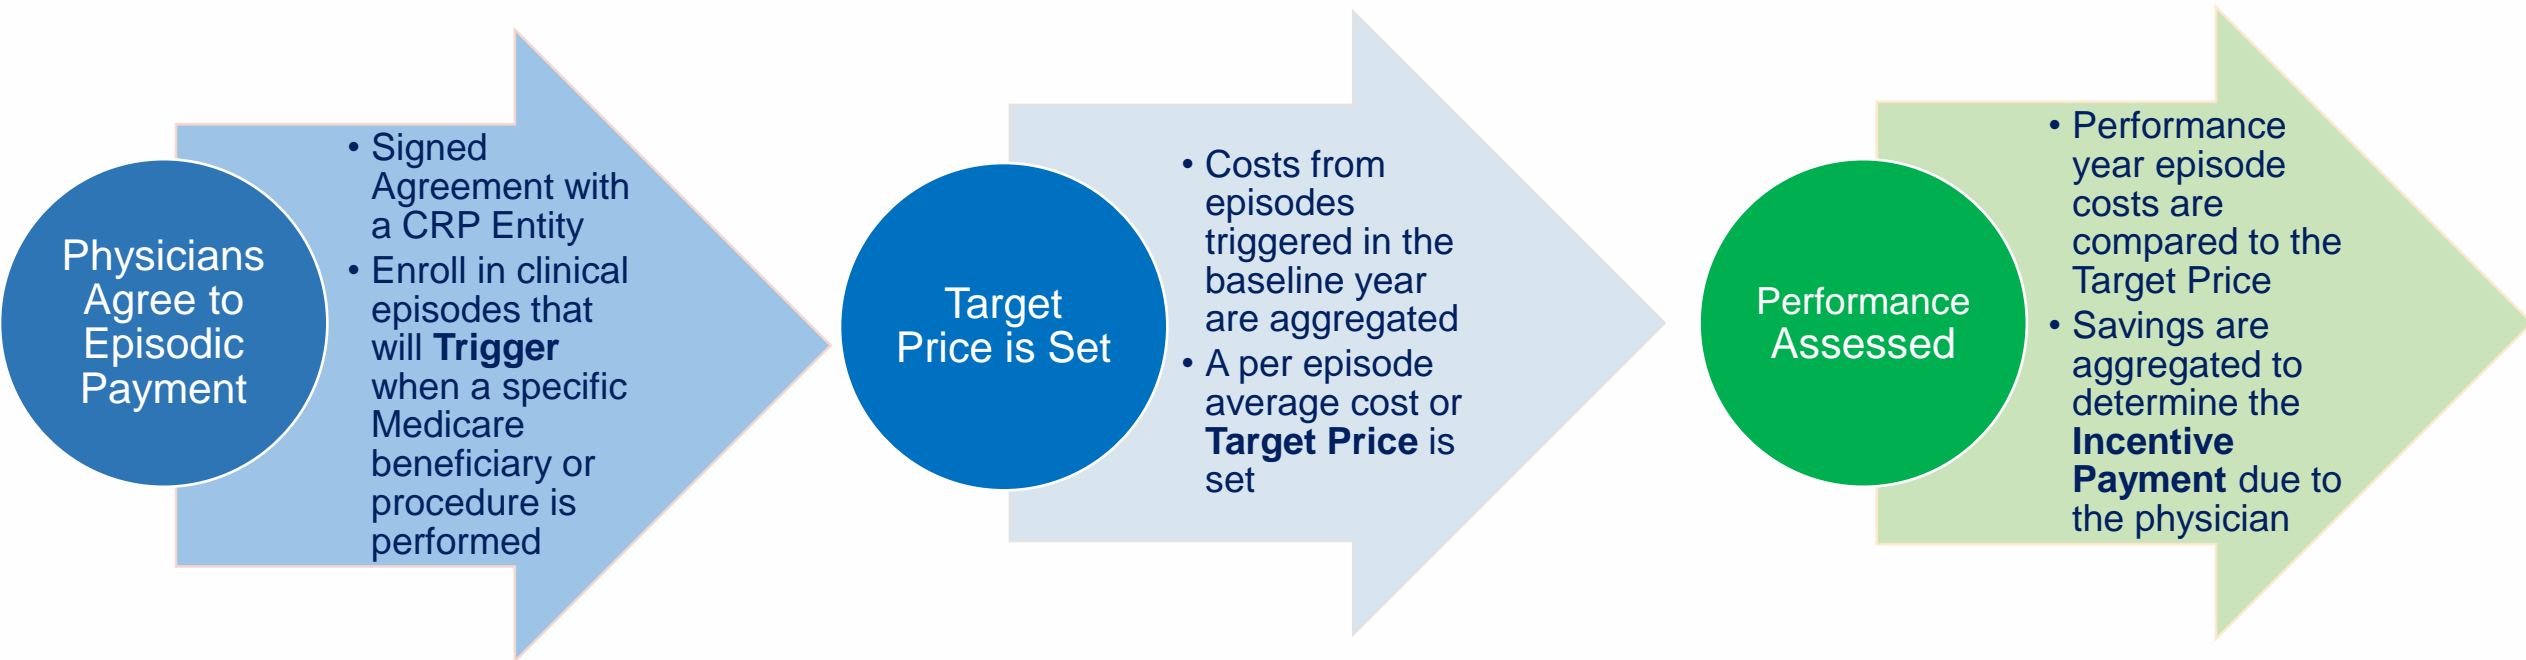 Physicians
Agree to
Episodic
Payment
• Signed
Agreement with
a CRP Entity
• Enroll in clinical
episodes that
will Trigger
when a specific
Medicare
beneficiary or
procedure is
performed
Target
Price is Set
• Costs from
episodes
triggered in the
baseline year
are aggregated
• A per episode
average cost or
Target Price is
set
Performance
Assessed
• Performance
year episode
costs are
compared to the
Target Price
• Savings are
aggregated to
determine the
Incentive
Payment due to
the physician